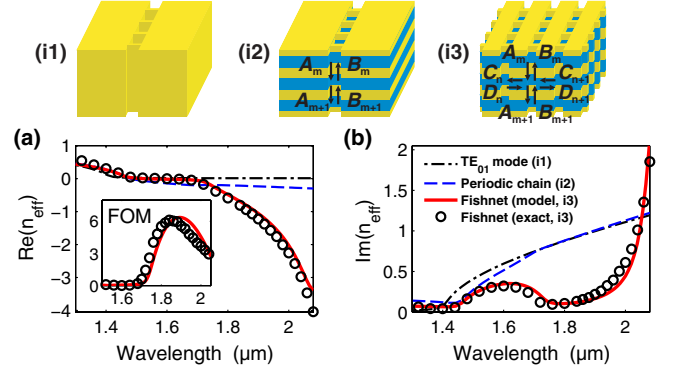 (i1)
(i2)
(i3)
A_m B_m
A_{m+1} B_{m+1}
A_m B_m
C_n C_{n+1}
D_n D_{n+1}
A_{m+1} B_{m+1}
(a)
Re(n_eff)
1
0
−1
−2
−3
−4
1.4 1.6 1.8 2
Wavelength (μm)
FOM
6
3
0
1.6 1.8 2
(b)
Im(n_eff)
2
1.5
1
0.5
0
1.4 1.6 1.8 2
Wavelength (μm)
TE_01 mode (i1)
Periodic chain (i2)
Fishnet (model, i3)
Fishnet (exact, i3)